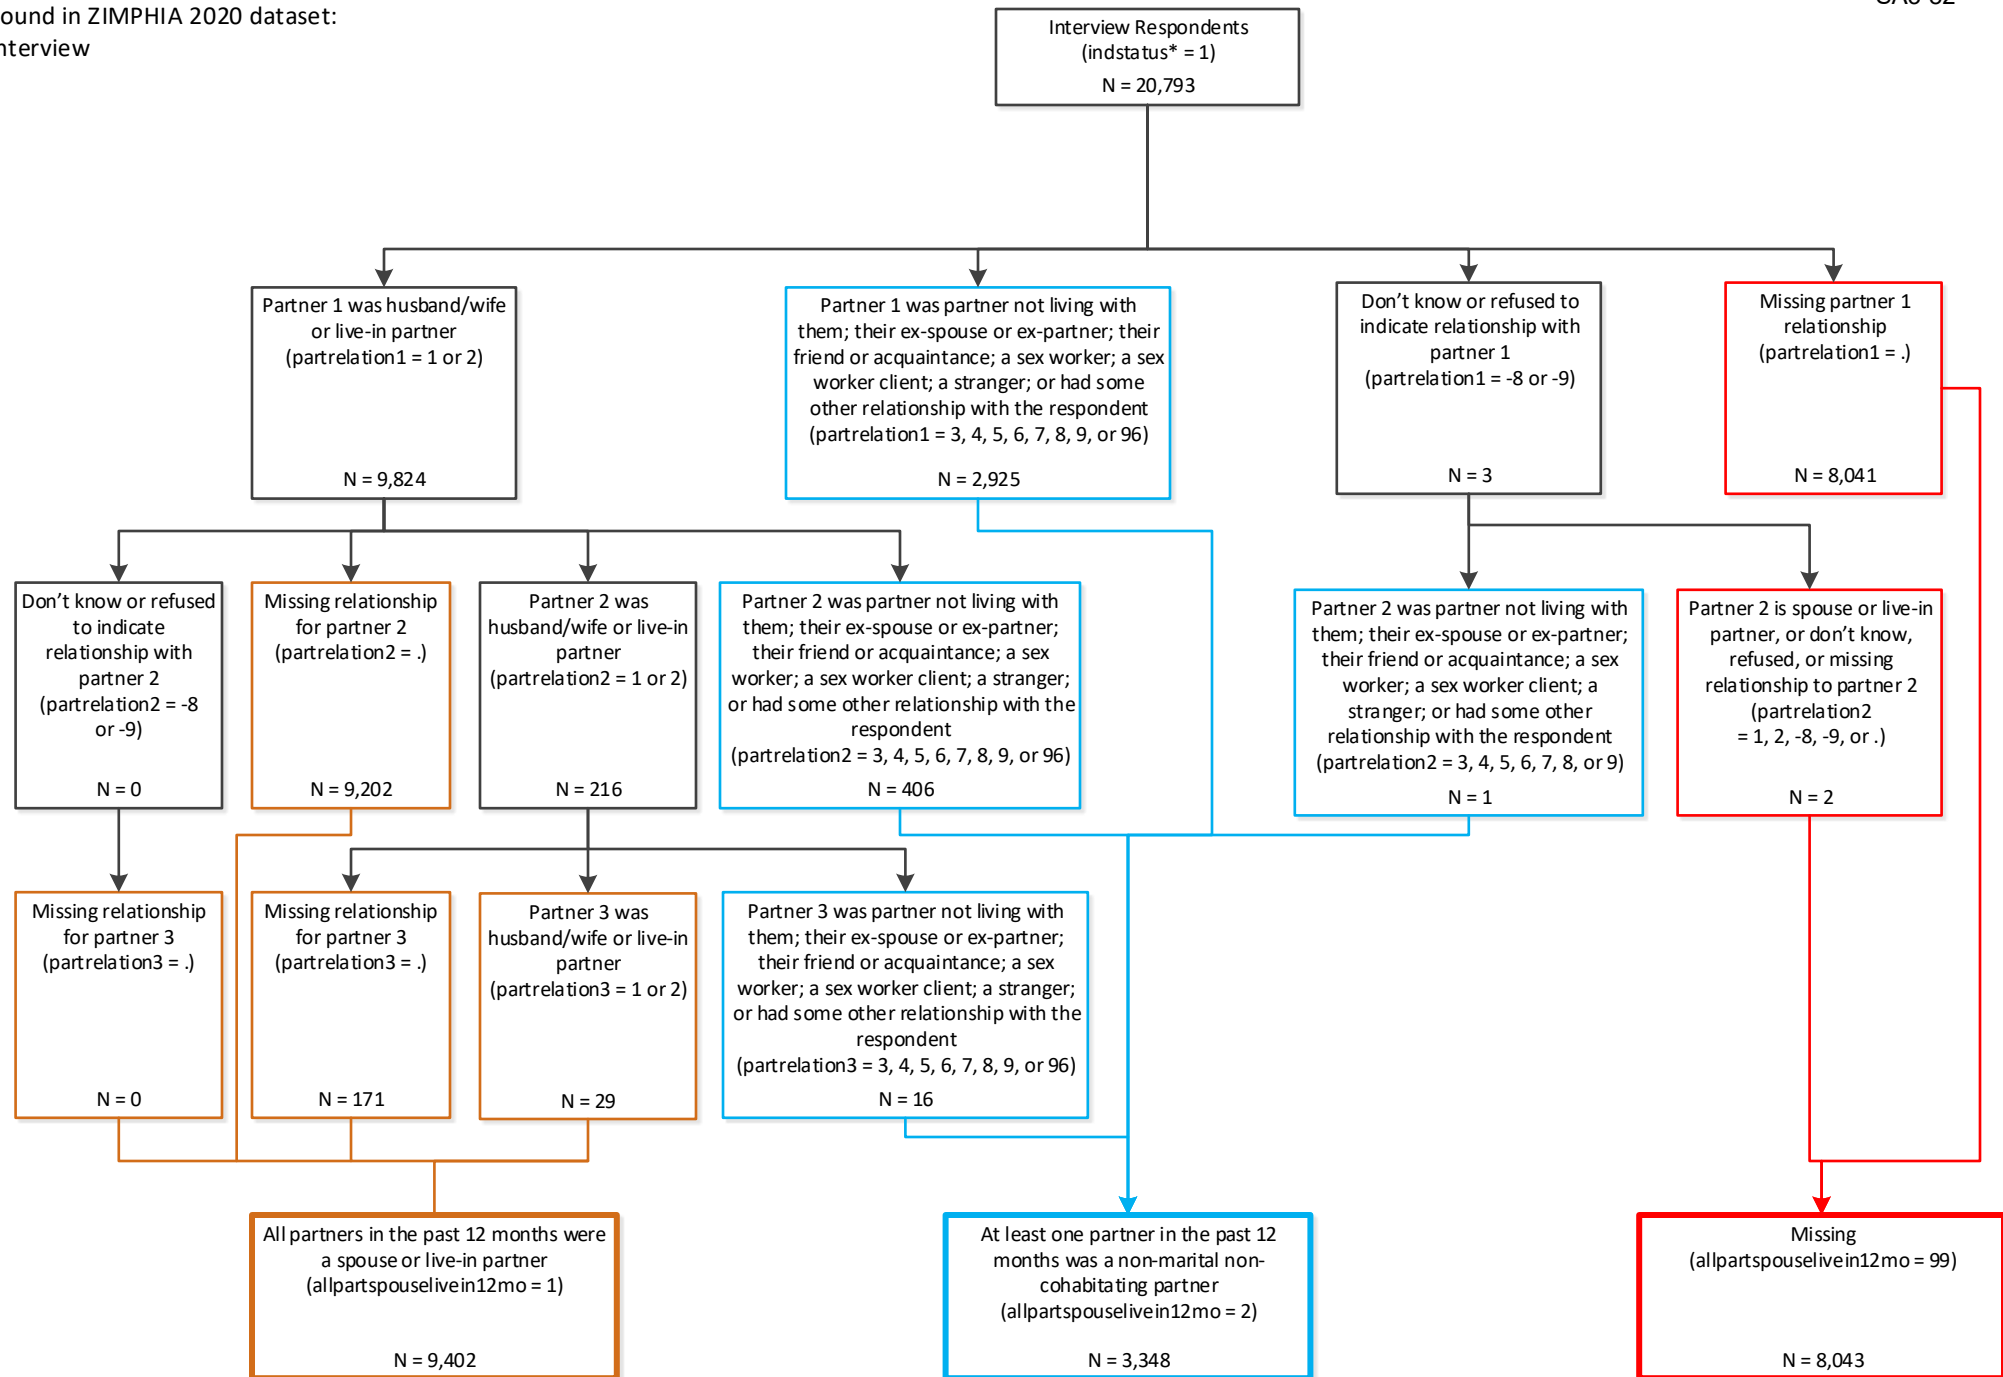 ound in ZIMPHIA 2020 dataset:
nterview
Interview Respondents
(indstatus* = 1)
N = 20,793
Partner 1 was husband/wife
or live-in partner
(partrelation1 = 1 or 2)
N = 9,824
Partner 1 was partner not living with
them; their ex-spouse or ex-partner; their
friend or acquaintance; a sex worker; a sex
worker client; a stranger; or had some
other relationship with the respondent
(partrelation1 = 3, 4, 5, 6, 7, 8, 9, or 96)
N = 2,925
Don’t know or refused to
indicate relationship with
partner 1
(partrelation1 = -8 or -9)
N = 3
Missing partner 1
relationship
(partrelation1 = .)
N = 8,041
Don’t know or refused
to indicate
relationship with
partner 2
(partrelation2 = -8
or -9)
N = 0
Missing relationship
for partner 2
(partrelation2 = .)
N = 9,202
Partner 2 was
husband/wife or live-in
partner
(partrelation2 = 1 or 2)
N = 216
Partner 2 was partner not living with
them; their ex-spouse or ex-partner;
their friend or acquaintance; a sex
worker; a sex worker client; a stranger;
or had some other relationship with the
respondent
(partrelation2 = 3, 4, 5, 6, 7, 8, 9, or 96)
N = 406
Partner 2 was partner not living with
them; their ex-spouse or ex-partner;
their friend or acquaintance; a sex
worker; a sex worker client; a
stranger; or had some other
relationship with the respondent
(partrelation2 = 3, 4, 5, 6, 7, 8, or 9)
N = 1
Partner 2 is spouse or live-in
partner, or don’t know,
refused, or missing
relationship to partner 2
(partrelation2
= 1, 2, -8, -9, or .)
N = 2
Missing relationship
for partner 3
(partrelation3 = .)
N = 0
Missing relationship
for partner 3
(partrelation3 = .)
N = 171
Partner 3 was
husband/wife or live-in
partner
(partrelation3 = 1 or 2)
N = 29
Partner 3 was partner not living with
them; their ex-spouse or ex-partner;
their friend or acquaintance; a sex
worker; a sex worker client; a stranger;
or had some other relationship with the
respondent
(partrelation3 = 3, 4, 5, 6, 7, 8, 9, or 96)
N = 16
All partners in the past 12 months were
a spouse or live-in partner
(allpartspouselivein12mo = 1)
N = 9,402
At least one partner in the past 12
months was a non-marital non-
cohabitating partner
(allpartspouselivein12mo = 2)
N = 3,348
Missing
(allpartspouselivein12mo = 99)
N = 8,043